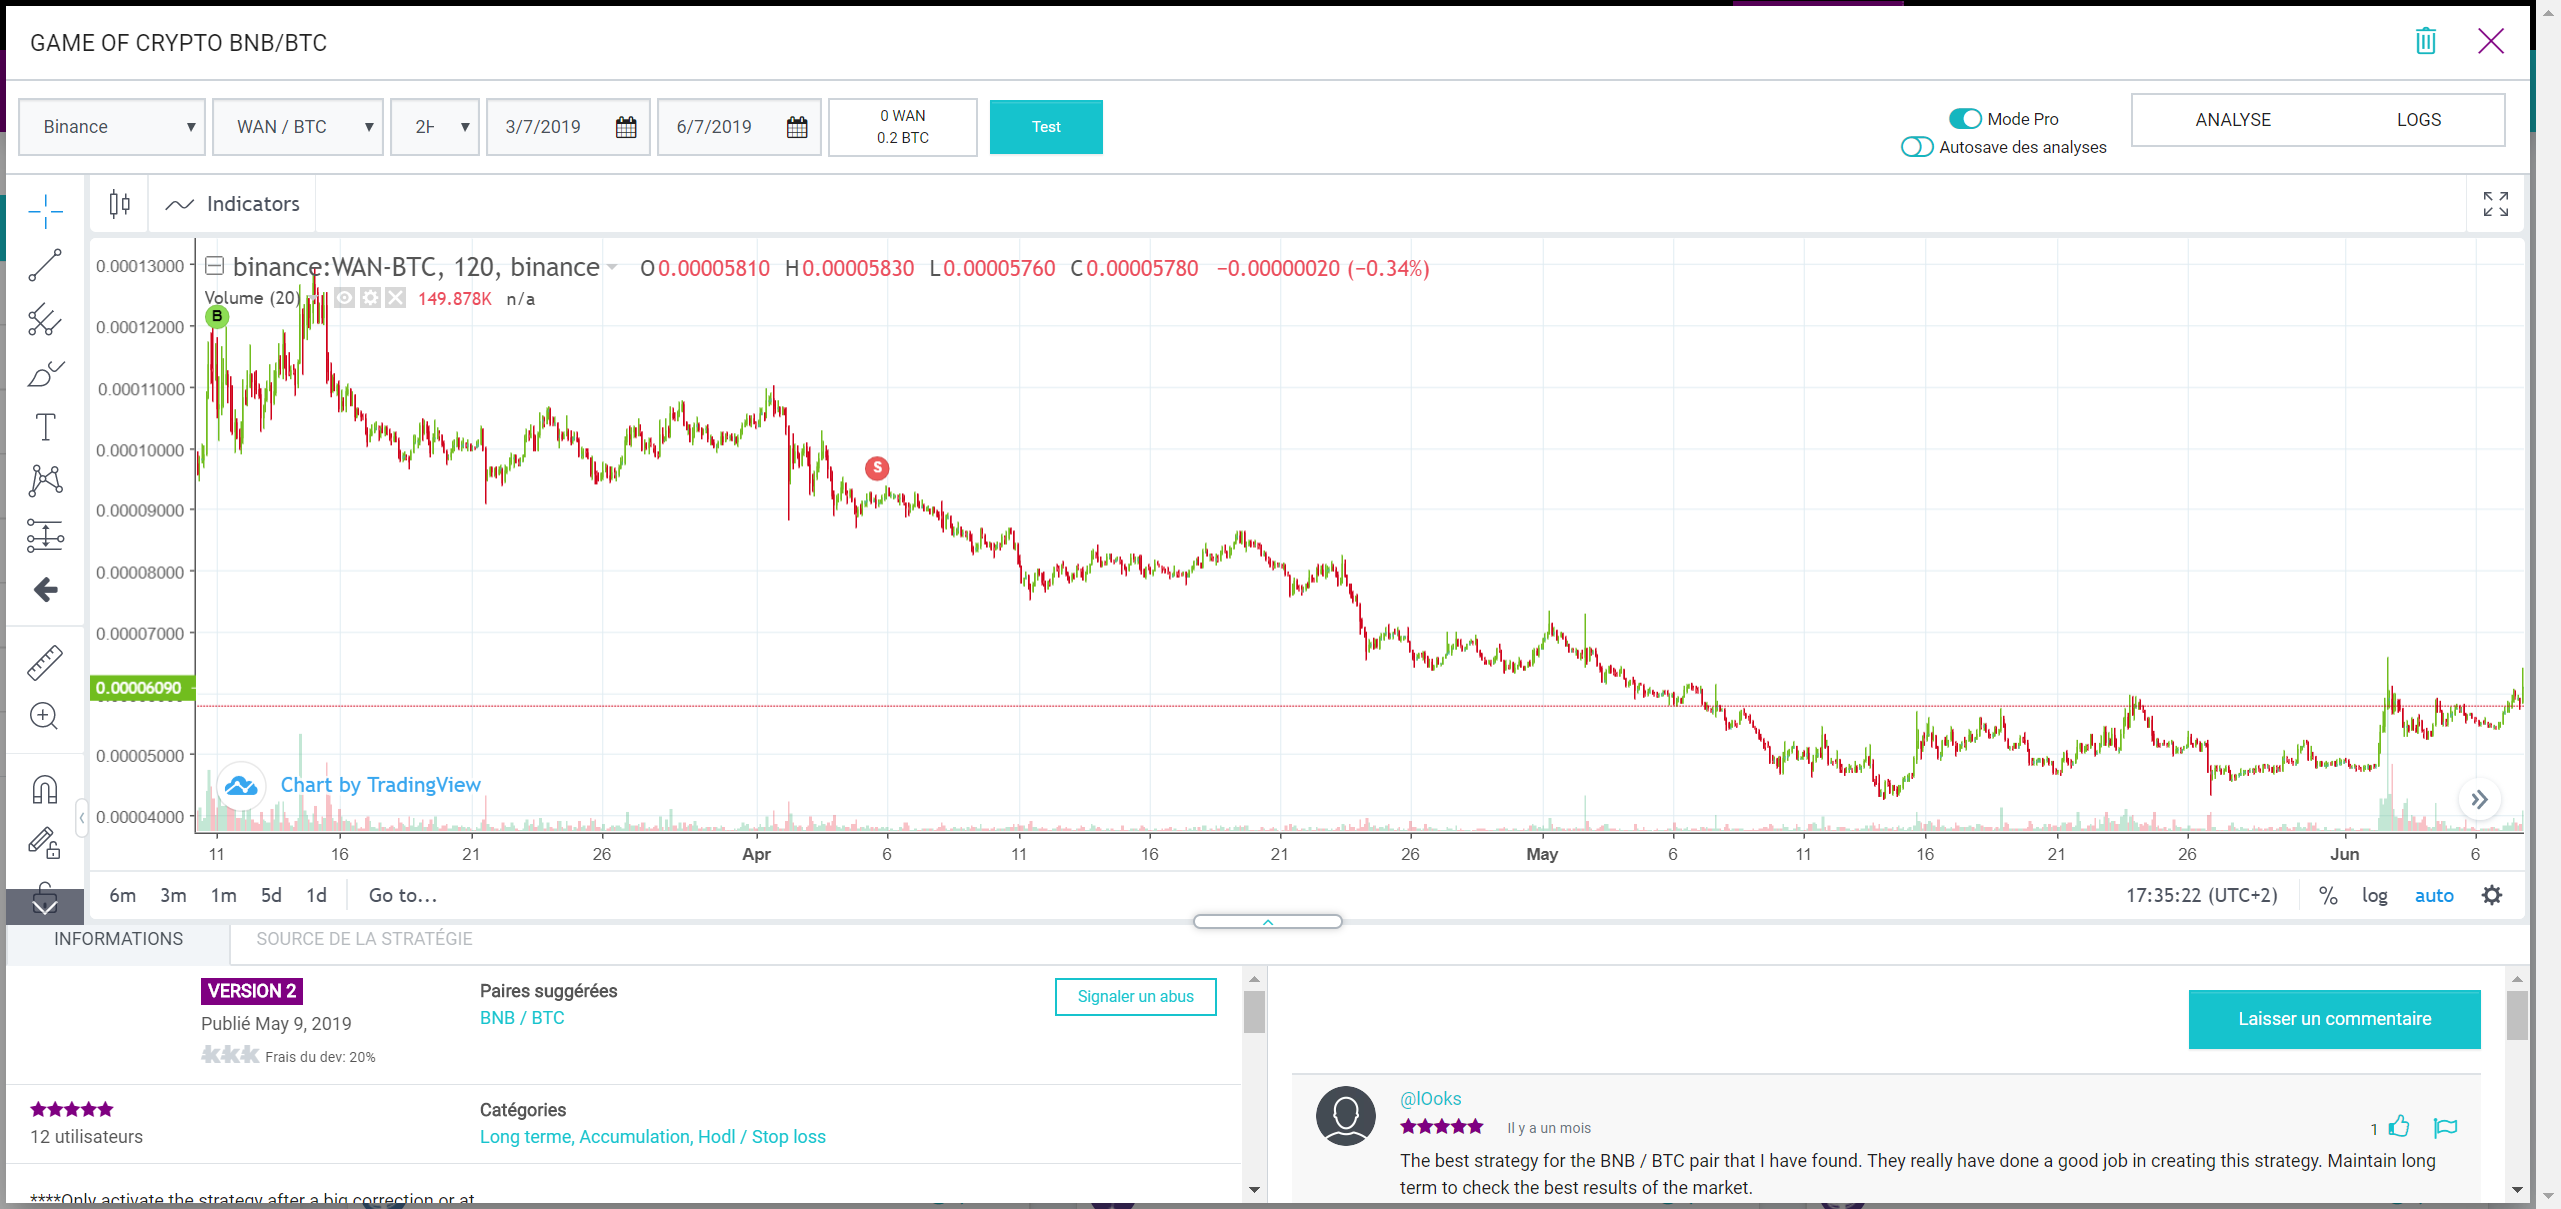 GAME OF CRYPTO BNB/BTC
Binance
WAN / BTC
2H
3/7/2019
6/7/2019
0 WAN
0.2 BTC
Test
Mode Pro
Autosave des analyses
ANALYSE
LOGS
Indicators
binance:WAN-BTC, 120, binance
O0.00005810 H0.00005830 L0.00005760 C0.00005780 −0.00000020 (−0.34%)
Volume (20)
149.878K n/a
B
S
0.00013000
0.00012000
0.00011000
0.00010000
0.00009000
0.00008000
0.00007000
0.00006090
0.00005000
0.00004000
Chart by TradingView
11 16 21 26 Apr 6 11 16 21 26 May 6 11 16 21 26 Jun 6
6m 3m 1m 5d 1d Go to...
17:35:22 (UTC+2) % log auto
INFORMATIONS
SOURCE DE LA STRATÉGIE
VERSION 2
Publié May 9, 2019
Frais du dev: 20%
Paires suggérées
BNB / BTC
Signaler un abus
12 utilisateurs
Catégories
Long terme, Accumulation, Hodl / Stop loss
****Only activate the strategy after a big correction or at
Laisser un commentaire
@lOoks
Il y a un mois
1
The best strategy for the BNB / BTC pair that I have found. They really have done a good job in creating this strategy. Maintain long
term to check the best results of the market.